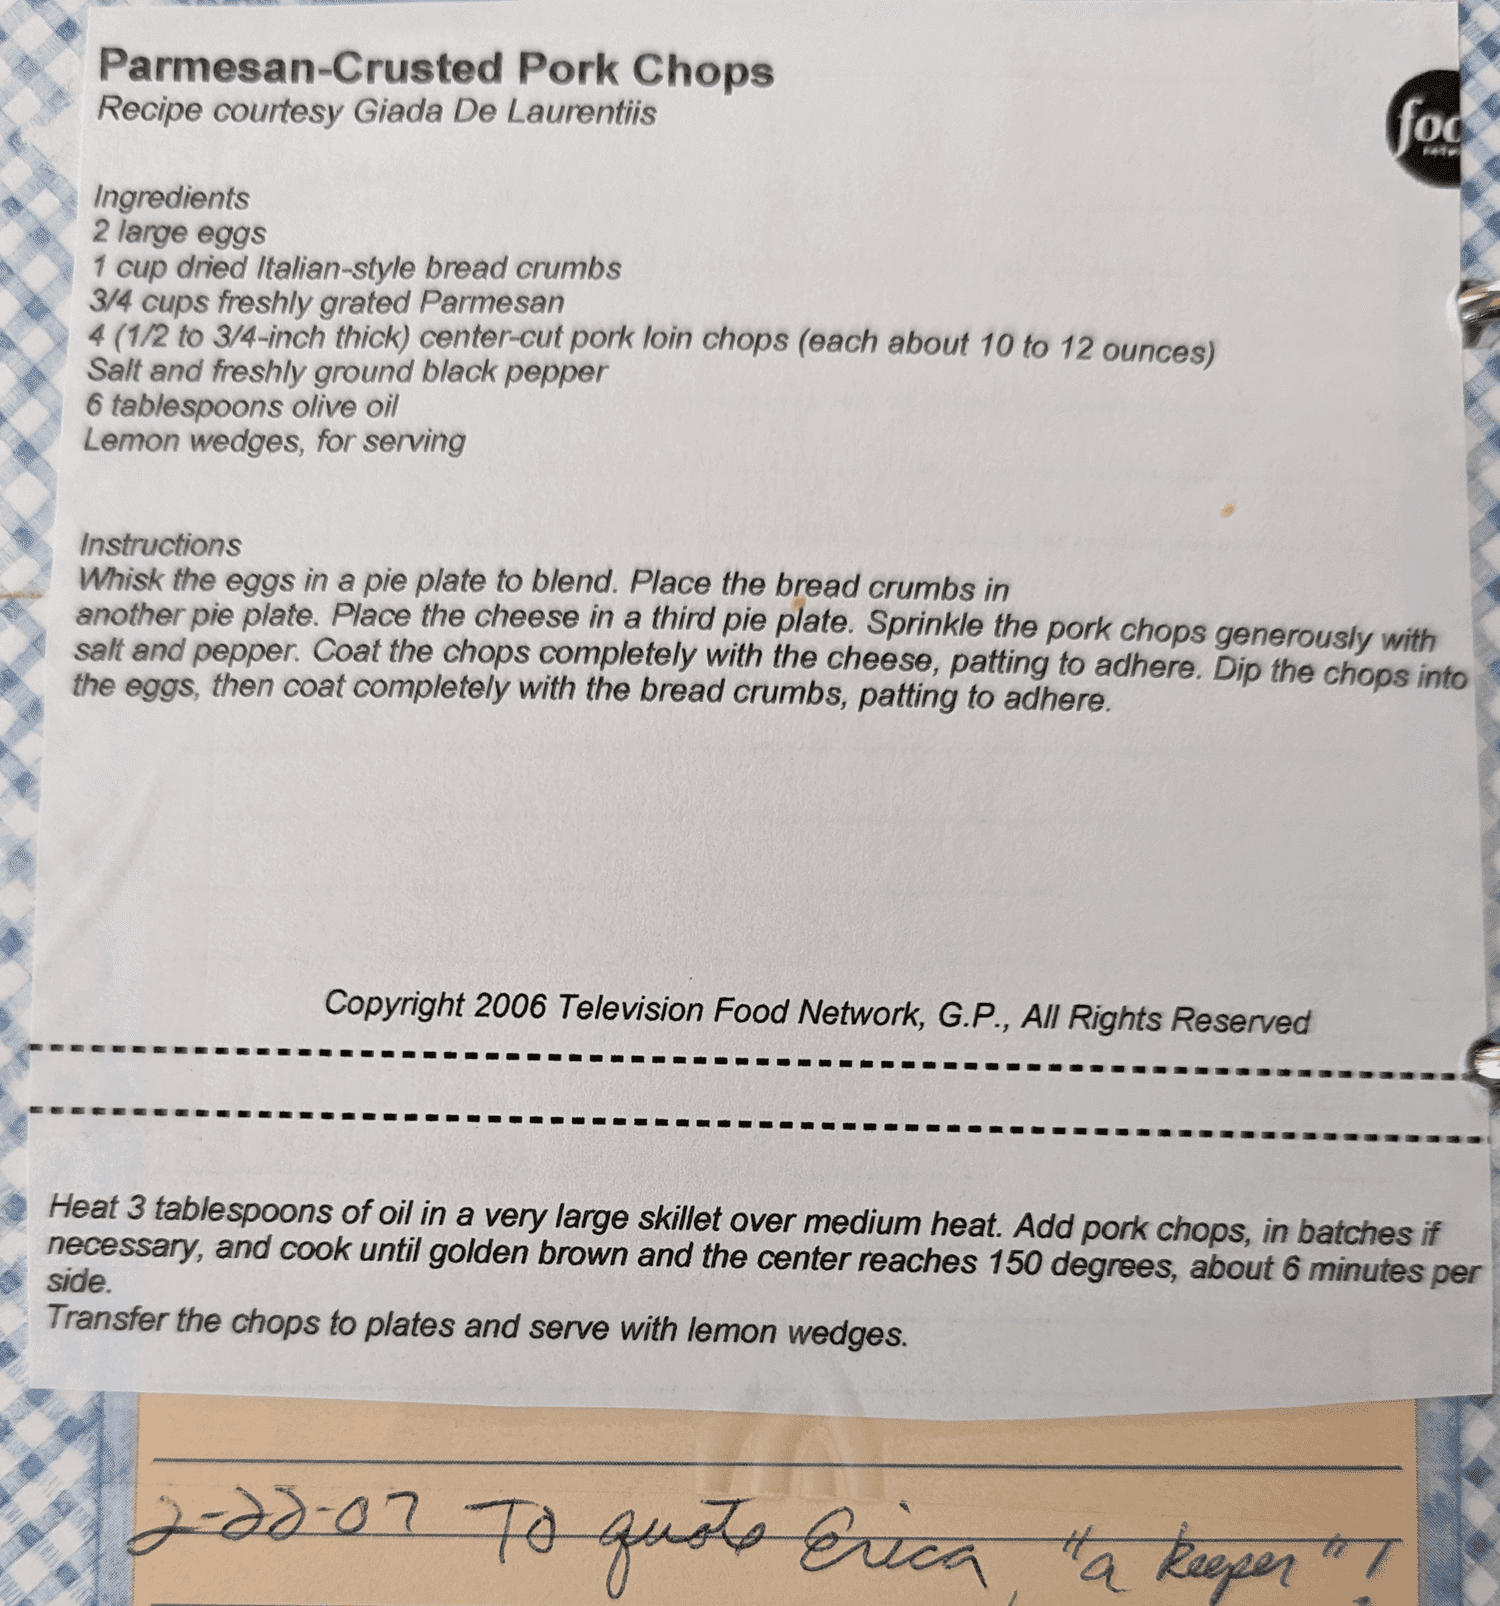 Parmesan-Crusted Pork Chops
Recipe courtesy Giada De Laurentiis
foo
netw
Ingredients
2 large eggs
1 cup dried Italian-style bread crumbs
3/4 cups freshly grated Parmesan
4 (1/2 to 3/4-inch thick) center-cut pork loin chops (each about 10 to 12 ounces)
Salt and freshly ground black pepper
6 tablespoons olive oil
Lemon wedges, for serving
Instructions
Whisk the eggs in a pie plate to blend. Place the bread crumbs in
another pie plate. Place the cheese in a third pie plate. Sprinkle the pork chops generously with
salt and pepper. Coat the chops completely with the cheese, patting to adhere. Dip the chops into
the eggs, then coat completely with the bread crumbs, patting to adhere.
Copyright 2006 Television Food Network, G.P., All Rights Reserved
Heat 3 tablespoons of oil in a very large skillet over medium heat. Add pork chops, in batches if
necessary, and cook until golden brown and the center reaches 150 degrees, about 6 minutes per
side.
Transfer the chops to plates and serve with lemon wedges.
2-22-07 To quote Erica, "a keeper"!